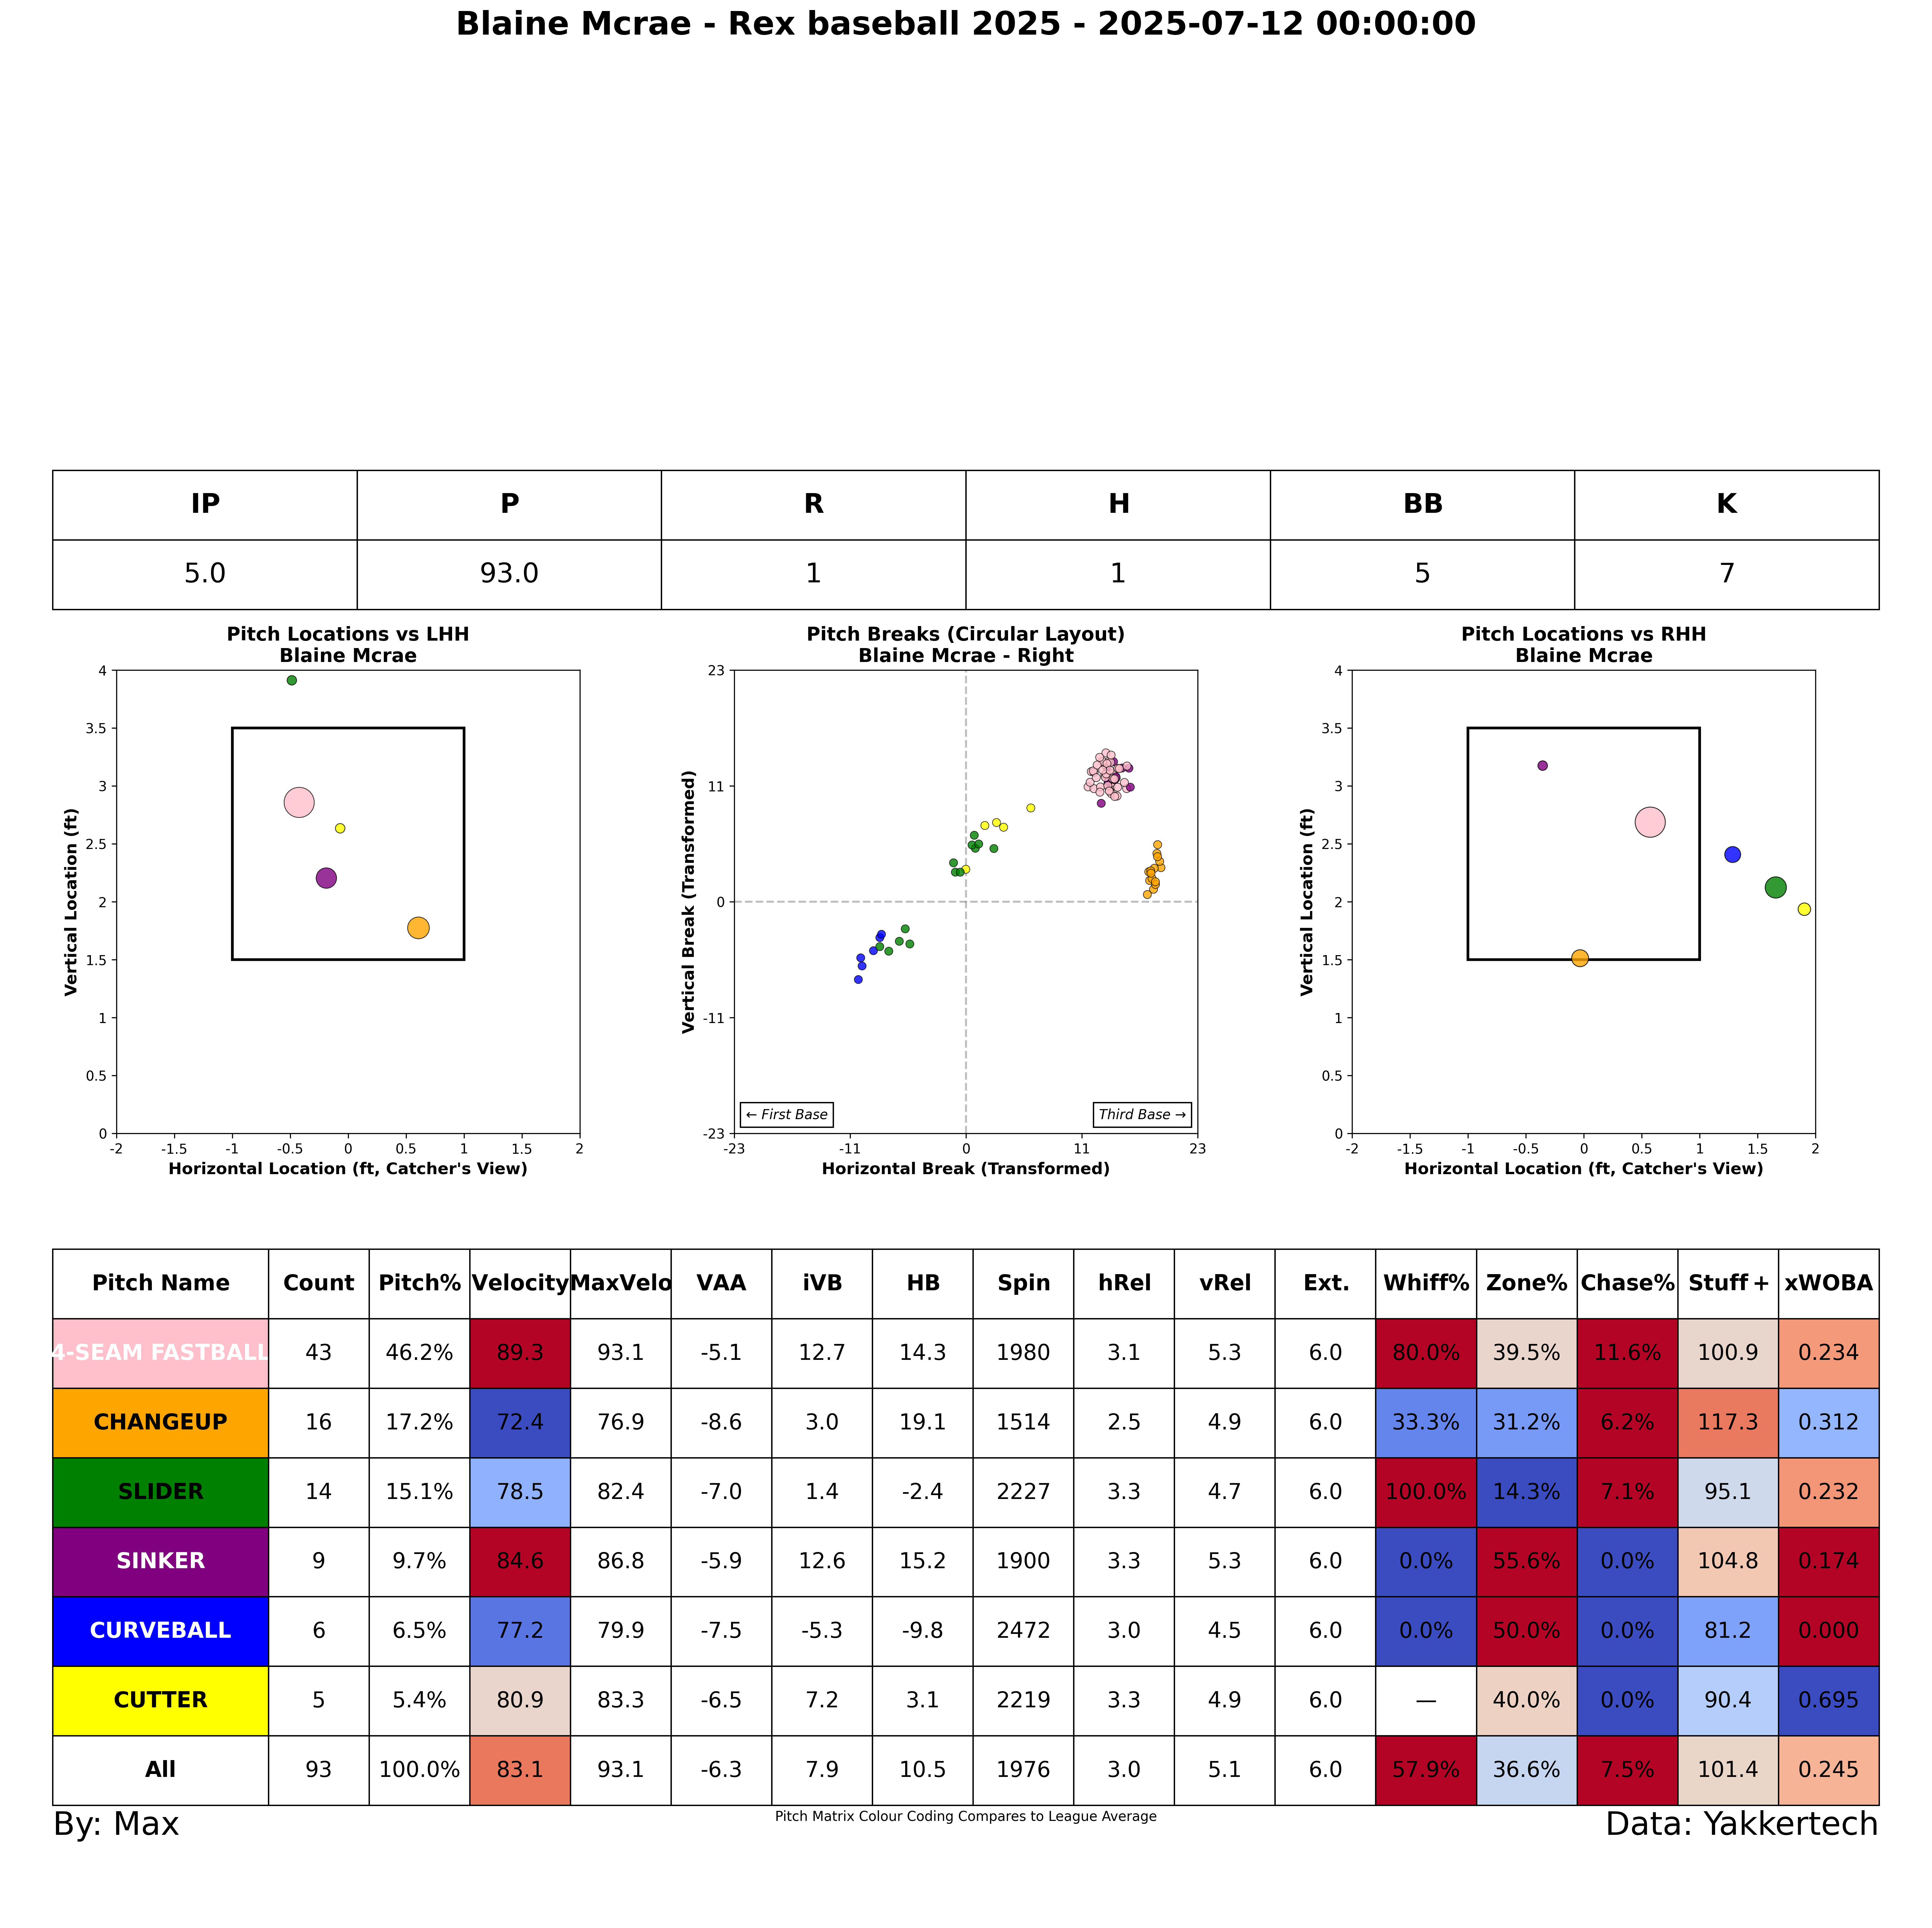 Blaine Mcrae - Rex baseball 2025 - 2025-07-12 00:00:00
IP P R H BB K
5.0 93.0 1 1 5 7
Pitch Locations vs LHH
Blaine Mcrae
4
3.5
3
2.5
2
1.5
1
0.5
0
Vertical Location (ft)
-2 -1.5 -1 -0.5 0 0.5 1 1.5 2
Horizontal Location (ft, Catcher's View)
Pitch Breaks (Circular Layout)
Blaine Mcrae - Right
23
11
0
-11
-23
Vertical Break (Transformed)
← First Base
Third Base →
-23 -11 0 11 23
Horizontal Break (Transformed)
Pitch Locations vs RHH
Blaine Mcrae
4
3.5
3
2.5
2
1.5
1
0.5
0
Vertical Location (ft)
-2 -1.5 -1 -0.5 0 0.5 1 1.5 2
Horizontal Location (ft, Catcher's View)
Pitch Name Count Pitch% Velocity MaxVelo VAA iVB HB Spin hRel vRel Ext. Whiff% Zone% Chase% Stuff+ xWOBA
4-SEAM FASTBALL 43 46.2% 89.3 93.1 -5.1 12.7 14.3 1980 3.1 5.3 6.0 80.0% 39.5% 11.6% 100.9 0.234
CHANGEUP 16 17.2% 72.4 76.9 -8.6 3.0 19.1 1514 2.5 4.9 6.0 33.3% 31.2% 6.2% 117.3 0.312
SLIDER 14 15.1% 78.5 82.4 -7.0 1.4 -2.4 2227 3.3 4.7 6.0 100.0% 14.3% 7.1% 95.1 0.232
SINKER 9 9.7% 84.6 86.8 -5.9 12.6 15.2 1900 3.3 5.3 6.0 0.0% 55.6% 0.0% 104.8 0.174
CURVEBALL 6 6.5% 77.2 79.9 -7.5 -5.3 -9.8 2472 3.0 4.5 6.0 0.0% 50.0% 0.0% 81.2 0.000
CUTTER 5 5.4% 80.9 83.3 -6.5 7.2 3.1 2219 3.3 4.9 6.0 — 40.0% 0.0% 90.4 0.695
All 93 100.0% 83.1 93.1 -6.3 7.9 10.5 1976 3.0 5.1 6.0 57.9% 36.6% 7.5% 101.4 0.245
By: Max
Pitch Matrix Colour Coding Compares to League Average
Data: Yakkertech